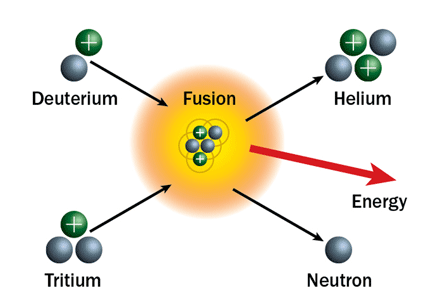 Deuterium
Fusion
Helium
Energy
Tritium
Neutron